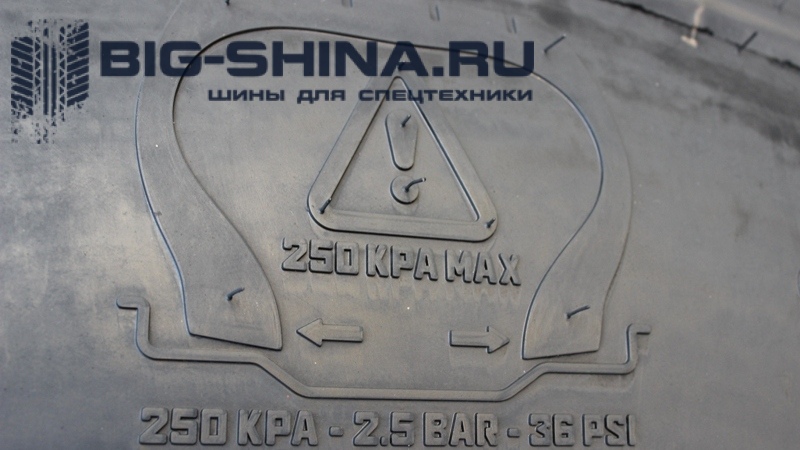 BIG-SHINA.RU
ШИНЫ ДЛЯ СПЕЦТЕХНИКИ
250 KPA MAX
250 KPA - 2.5 BAR - 36 PSI